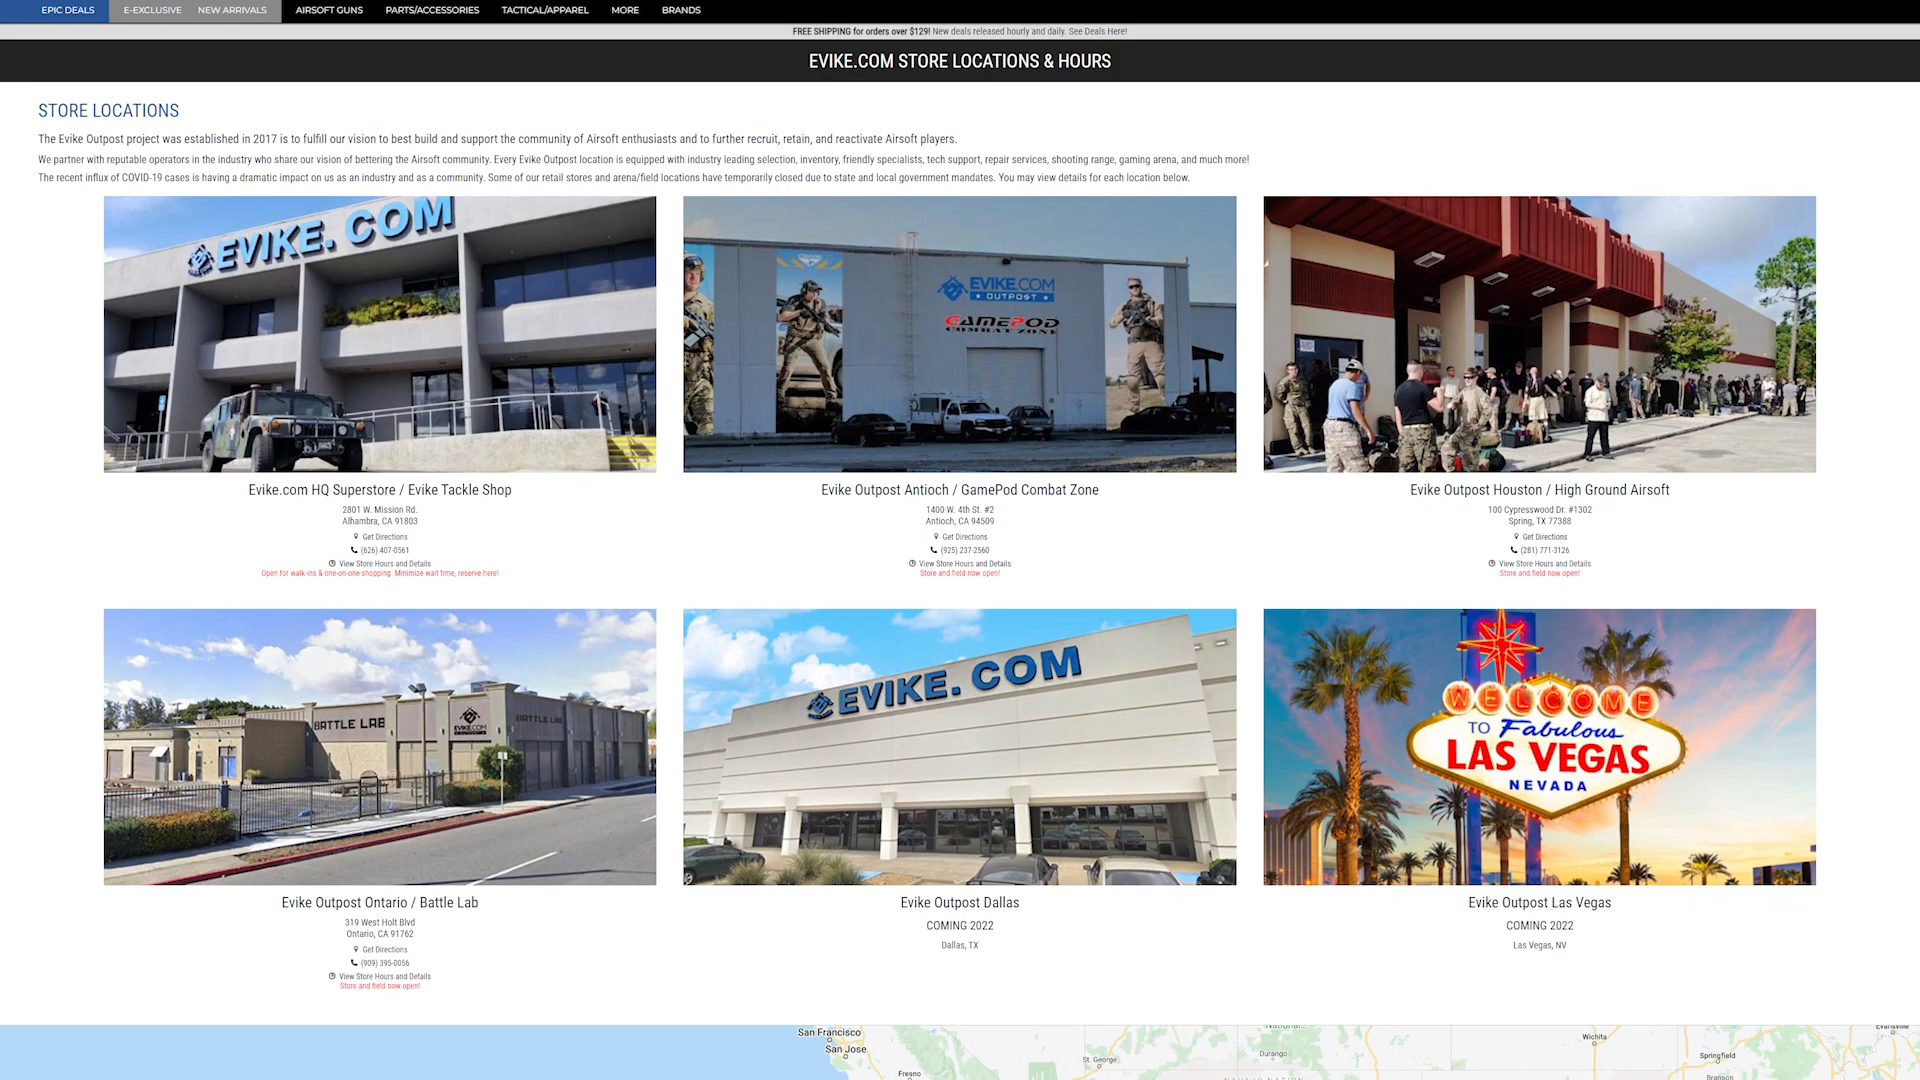 EPIC DEALS
E-EXCLUSIVE
NEW ARRIVALS
AIRSOFT GUNS
PARTS/ACCESSORIES
TACTICAL/APPAREL
MORE
BRANDS
FREE SHIPPING for orders over $129! New deals released hourly and daily. See Deals Here!
EVIKE.COM STORE LOCATIONS & HOURS
STORE LOCATIONS
The Evike Outpost project was established in 2017 is to fulfill our vision to best build and support the community of Airsoft enthusiasts and to further recruit, retain, and reactivate Airsoft players.
We partner with reputable operators in the industry who share our vision of bettering the Airsoft community. Every Evike Outpost location is equipped with industry leading selection, inventory, friendly specialists, tech support, repair services, shooting range, gaming arena, and much more!
The recent influx of COVID-19 cases is having a dramatic impact on us as an industry and as a community. Some of our retail stores and arena/field locations have temporarily closed due to state and local government mandates. You may view details for each location below.
EVIKE.COM
EVIKE.COM
OUTPOST
GAMEPOD
COMBAT ZONE
Evike.com HQ Superstore / Evike Tackle Shop
2801 W. Mission Rd.
Alhambra, CA 91803
Get Directions
(626) 407-0561
View Store Hours and Details
Open for walk-ins & one-on-one shopping. Minimize wait time, reserve here!
Evike Outpost Antioch / GamePod Combat Zone
1400 W. 4th St. #2
Antioch, CA 94509
Get Directions
(925) 237-2560
View Store Hours and Details
Store and field now open!
Evike Outpost Houston / High Ground Airsoft
100 Cypresswood Dr. #1302
Spring, TX 77388
Get Directions
(281) 771-3126
View Store Hours and Details
Store and field now open!
BATTLE LAB
EVIKE.COM
BATTLE LAB
EVIKE.COM
WELCOME
TO Fabulous
LAS VEGAS
NEVADA
Evike Outpost Ontario / Battle Lab
319 West Holt Blvd
Ontario, CA 91762
Get Directions
(909) 395-0056
View Store Hours and Details
Store and field now open!
Evike Outpost Dallas
COMING 2022
Dallas, TX
Evike Outpost Las Vegas
COMING 2022
Las Vegas, NV
San Francisco
San Jose
Fresno
St. George
Durango
NAVAJO NATION
Wichita
Springfield
Branson
Evansville